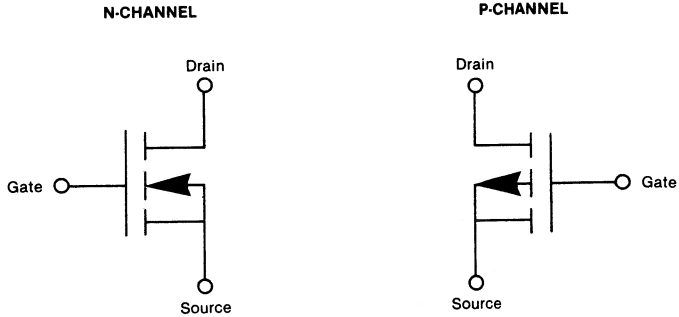 N-CHANNEL
P-CHANNEL
Drain
Drain
Gate
Gate
Source
Source